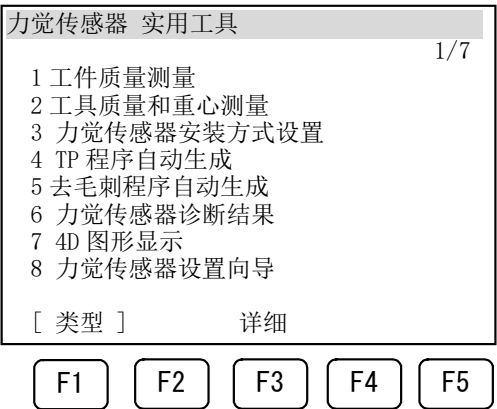 力觉传感器 实用工具
1/7
1 工件质量测量
2 工具质量和重心测量
3 力觉传感器安装方式设置
4 TP 程序自动生成
5 去毛刺程序自动生成
6 力觉传感器诊断结果
7 4D 图形显示
8 力觉传感器设置向导
[ 类型 ] 详细
F1 F2 F3 F4 F5